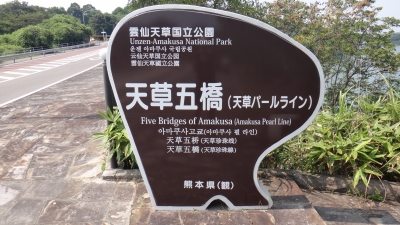 雲仙天草国立公園
Unzen-Amakusa National Park
운젠 아마쿠사 국립공원
云仙天草国立公园
雲仙天草國立公園
天草五橋(天草パールライン)
Five Bridges of Amakusa (Amakusa Pearl Line)
아마쿠사고교(아마쿠사 펄 라인)
天草五桥(天草珍珠线)
天草五橋(天草珍珠線)
熊本県(観)